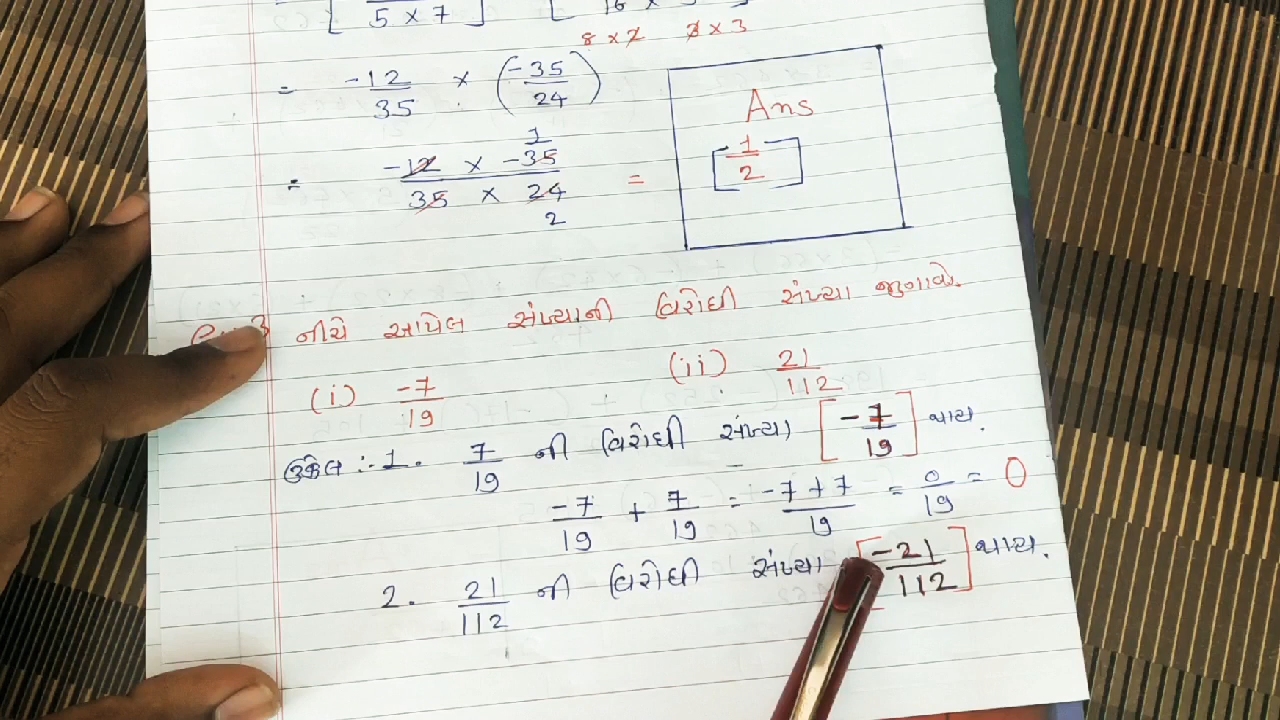 5 × 7
8 × 2 2 × 3
= -12/35 × (-35/24)
1
= -12 × -35 / 35 × 24 =
2
Ans
[1/2]
નીચે આપેલ સંખ્યાની વિરોધી સંખ્યા જણાવો.
(i) -7/19 (ii) 21/112
ઉકેલ :- 1. 7/19 ની વિરોધી સંખ્યા [-7/19] થાય.
-7/19 + 7/19 = -7+7/19 = 0/19 = 0
2. 21/112 ની વિરોધી સંખ્યા [-21/112] થાય.